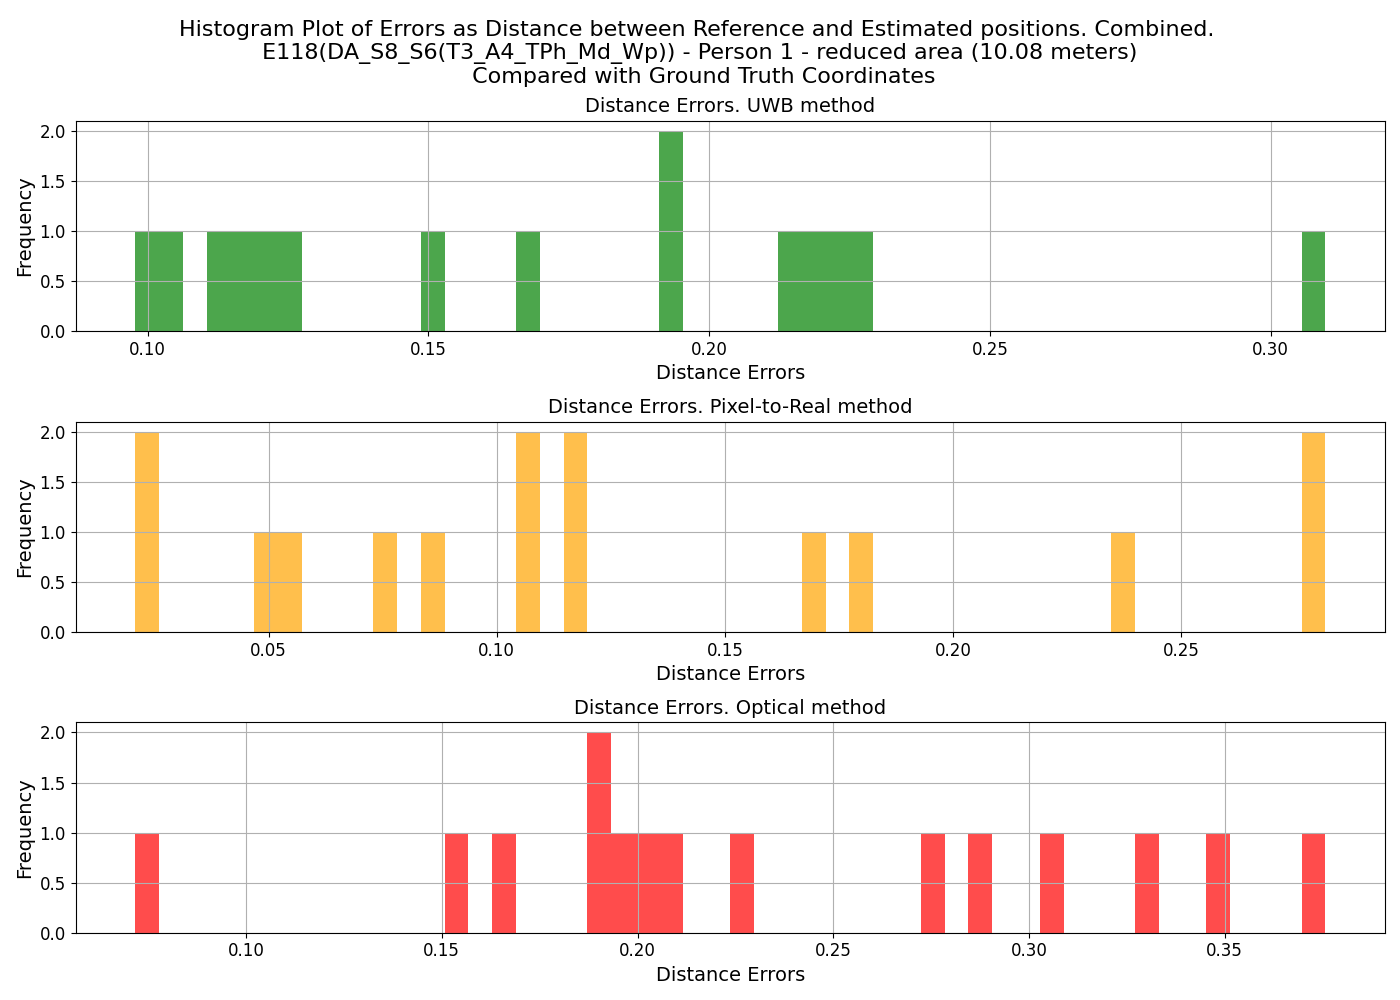 Histogram Plot of Errors as Distance between Reference and Estimated positions. Combined.
E118(DA_S8_S6(T3_A4_TPh_Md_Wp)) - Person 1 - reduced area (10.08 meters)
Compared with Ground Truth Coordinates
Distance Errors. UWB method
2.0
1.5
1.0
0.5
0.0
Frequency
0.10 0.15 0.20 0.25 0.30
Distance Errors
Distance Errors. Pixel-to-Real method
2.0
1.5
1.0
0.5
0.0
Frequency
0.05 0.10 0.15 0.20 0.25
Distance Errors
Distance Errors. Optical method
2.0
1.5
1.0
0.5
0.0
Frequency
0.10 0.15 0.20 0.25 0.30 0.35
Distance Errors